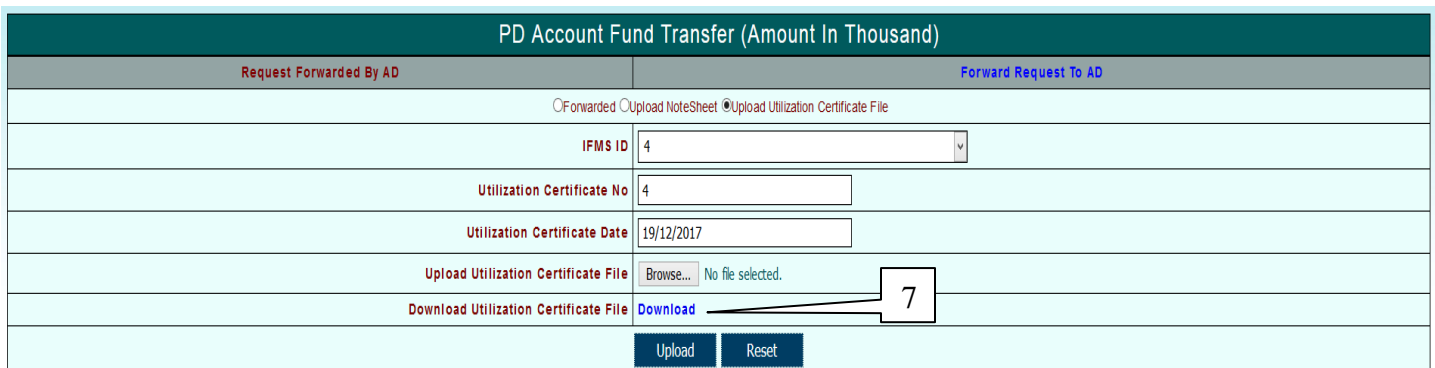 PD Account Fund Transfer (Amount In Thousand)
Request Forwarded By AD Forward Request To AD
Forwarded Upload NoteSheet Upload Utilization Certificate File
IFMS ID 4
Utilization Certificate No 4
Utilization Certificate Date 19/12/2017
Upload Utilization Certificate File Browse... No file selected.
Download Utilization Certificate File Download 7
Upload Reset